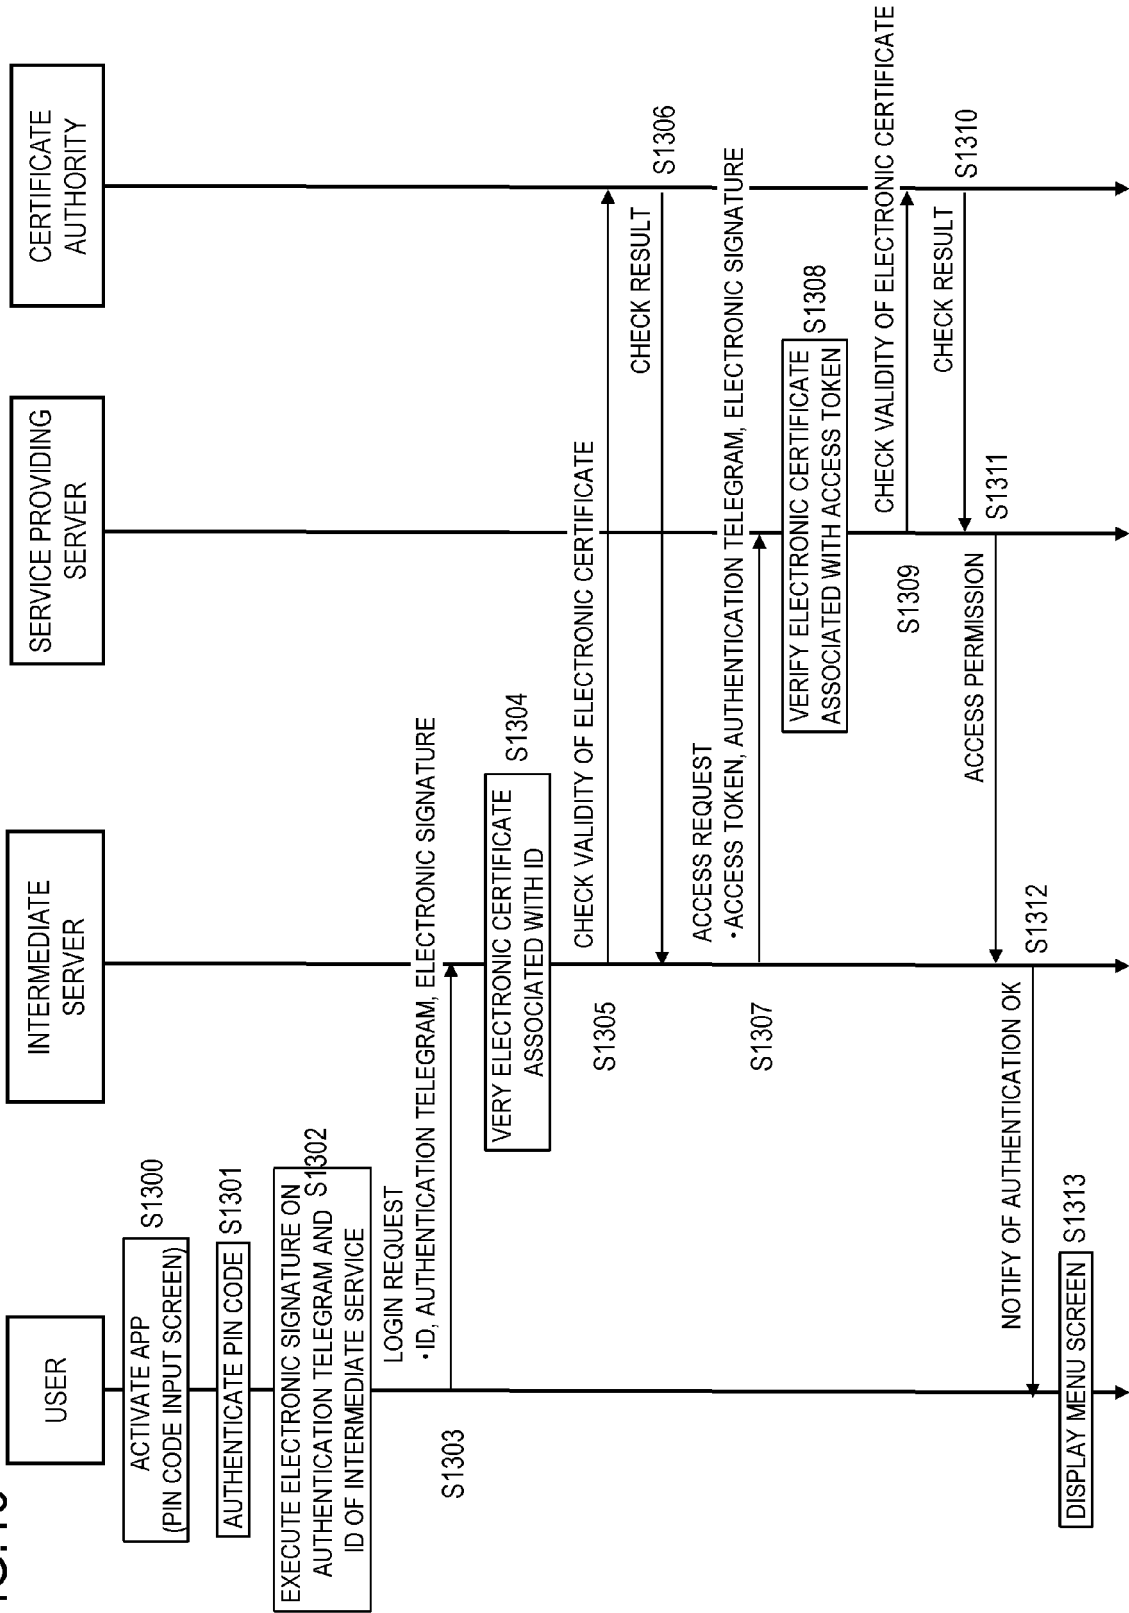 USER
INTERMEDIATE
SERVER
SERVICE PROVIDING
SERVER
CERTIFICATE
AUTHORITY
ACTIVATE APP
(PIN CODE INPUT SCREEN)
S1300
AUTHENTICATE PIN CODE
S1301
EXECUTE ELECTRONIC SIGNATURE ON
AUTHENTICATION TELEGRAM AND
ID OF INTERMEDIATE SERVICE
S1302
LOGIN REQUEST
・ID, AUTHENTICATION TELEGRAM, ELECTRONIC SIGNATURE
S1303
VERY ELECTRONIC CERTIFICATE
ASSOCIATED WITH ID
S1304
CHECK VALIDITY OF ELECTRONIC CERTIFICATE
S1305
CHECK RESULT
S1306
ACCESS REQUEST
・ACCESS TOKEN, AUTHENTICATION TELEGRAM, ELECTRONIC SIGNATURE
S1307
VERIFY ELECTRONIC CERTIFICATE
ASSOCIATED WITH ACCESS TOKEN
S1308
CHECK VALIDITY OF ELECTRONIC CERTIFICATE
S1309
CHECK RESULT
S1310
ACCESS PERMISSION
S1311
NOTIFY OF AUTHENTICATION OK
S1312
DISPLAY MENU SCREEN
S1313